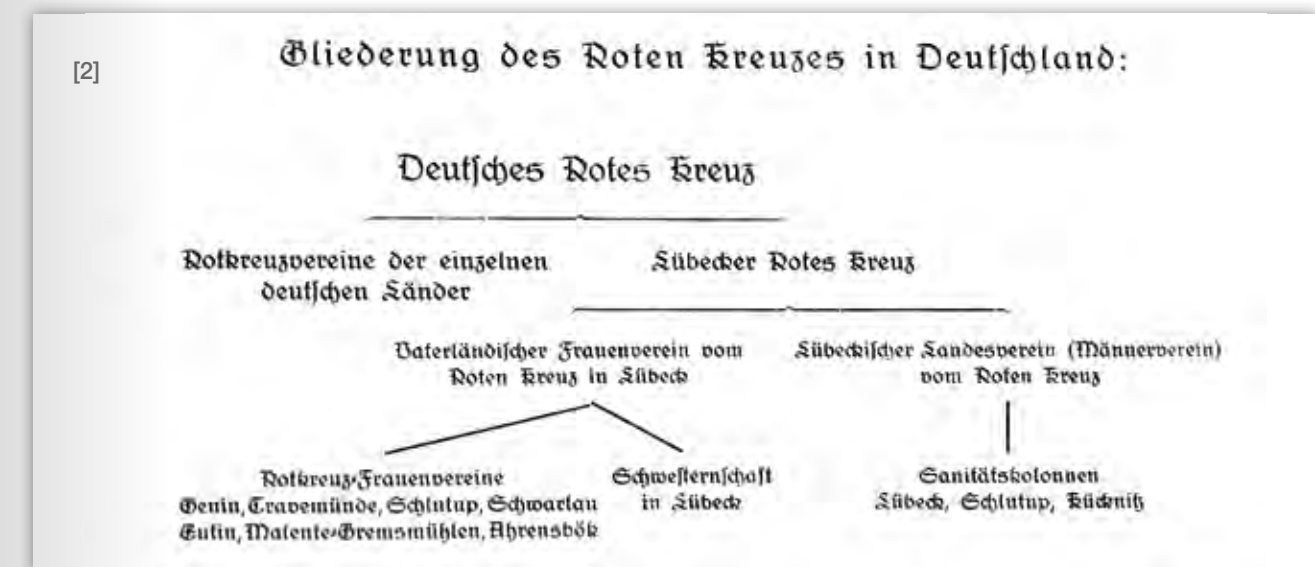 [2]
Gliederung des Roten Kreuzes in Deutschland:
Deutsches Rotes Kreuz
Rotkreuzvereine der einzelnen
deutschen Länder
Lübecker Rotes Kreuz
Vaterländischer Frauenverein vom
Roten Kreuz in Lübeck
Lübeckischer Landesverein (Männerverein)
vom Roten Kreuz
Rotkreuz-Frauenvereine
Genin, Travemünde, Schlutup, Schwartau
Eutin, Malente-Gremsmühlen, Ahrensbök
Schwesternschaft
in Lübeck
Sanitätskolonnen
Lübeck, Schlutup, Kücknitz